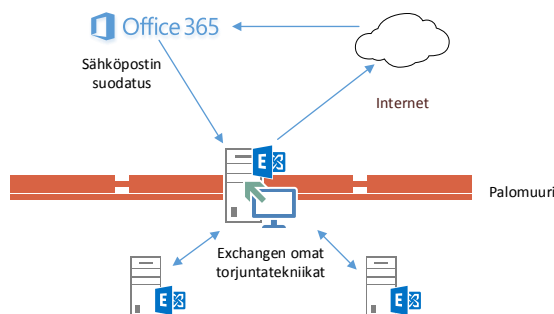 Office 365
Sähköpostin
suodatus
Internet
E
Palomuuri
Exchangen omat
torjuntatekniikat
E
E